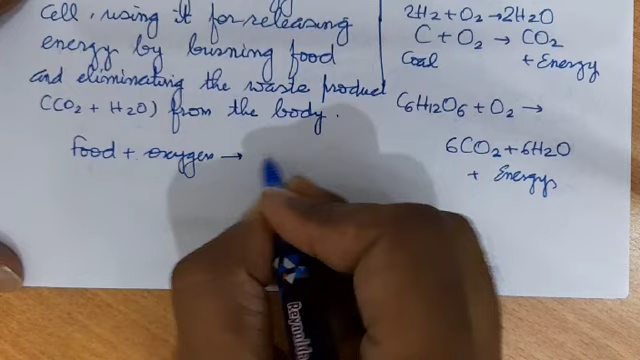 cell, using it for releasing
energy by burning food
and eliminating the waste product
(CO2 + H2O) from the body.
food + oxygen →
2H2 + O2 → 2H2O
C + O2 → CO2
Coal + Energy
C6H12O6 + O2 →
6CO2 + 6H2O
+ Energy
Reynolds